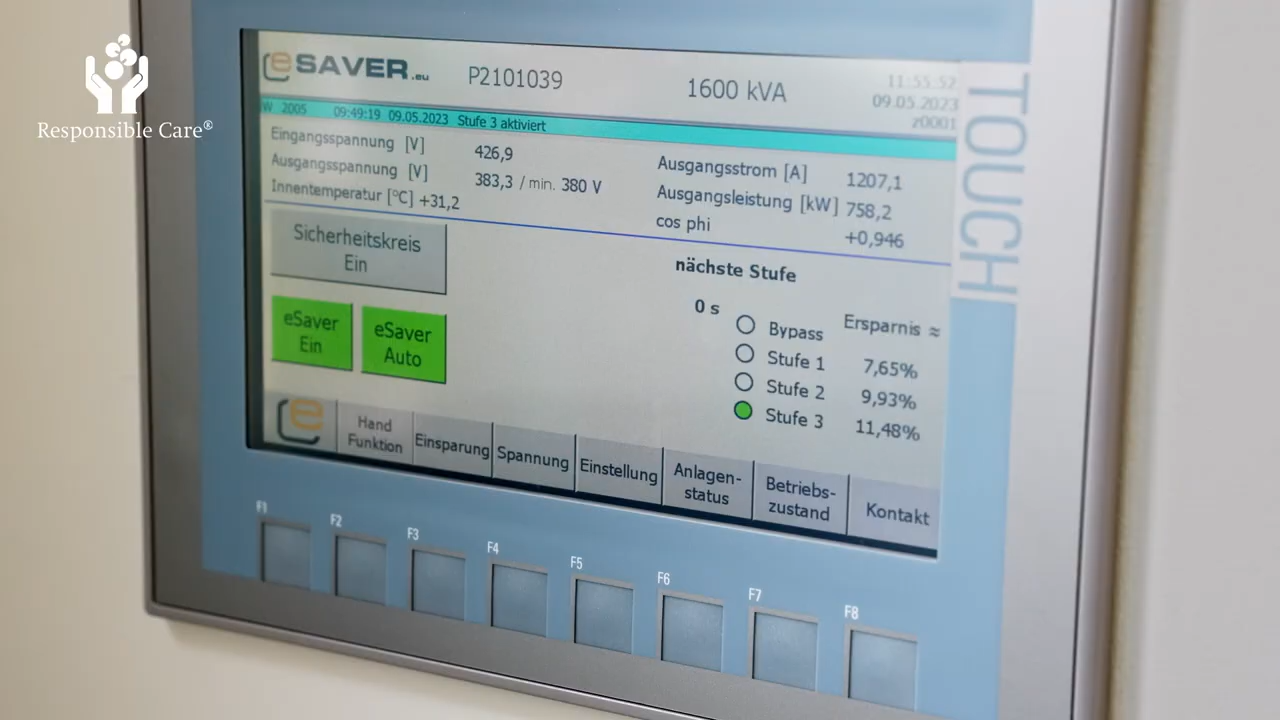 Responsible Care®
eSAVER.eu
P2101039
1600 kVA
11:55:52
09.05.2023
z0001
W 2005 09:49:19 09.05.2023 Stufe 3 aktiviert
Eingangsspannung [V] 426,9
Ausgangsspannung [V] 383,3 / min. 380 V
Innentemperatur [°C] +31,2
Ausgangsstrom [A] 1207,1
Ausgangsleistung [kW] 758,2
cos phi +0,946
Sicherheitskreis
Ein
eSaver
Ein
eSaver
Auto
nächste Stufe
0 s
Ersparnis ≈
Bypass
Stufe 1 7,65%
Stufe 2 9,93%
Stufe 3 11,48%
e
Hand
Funktion
Einsparung
Spannung
Einstellung
Anlagen-
status
Betriebs-
zustand
Kontakt
TOUCH
F1
F2
F3
F4
F5
F6
F7
F8